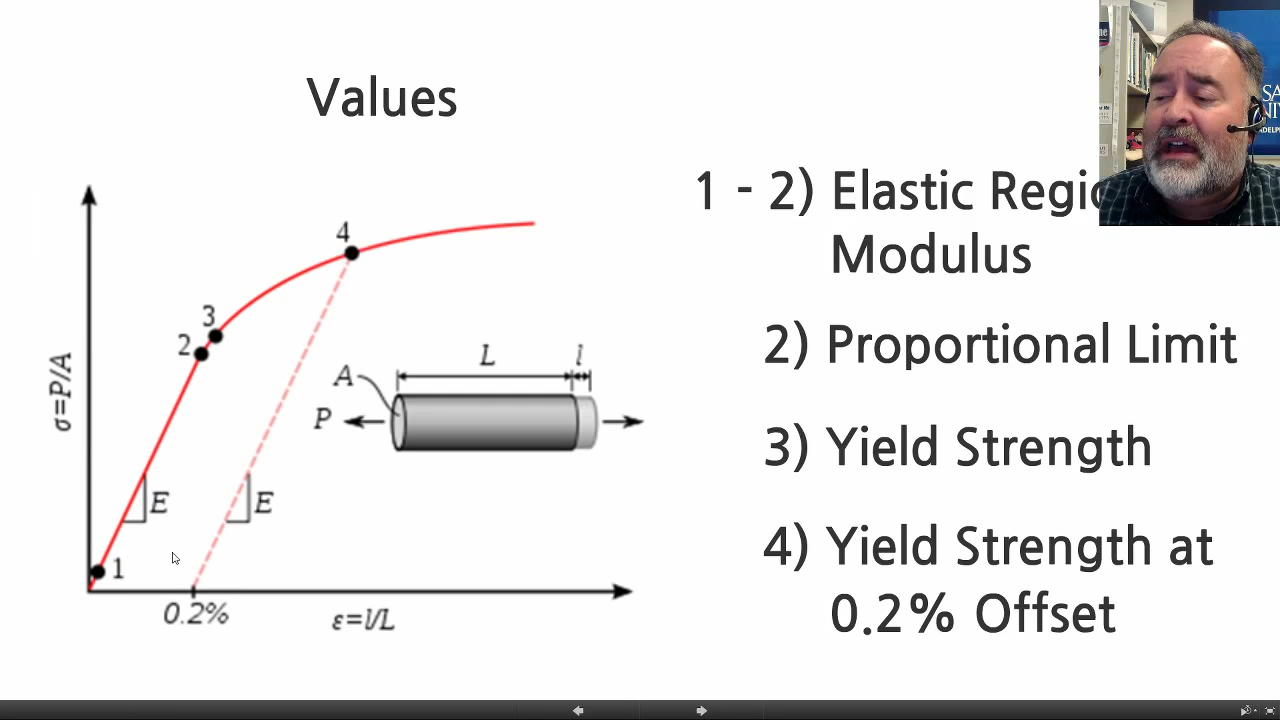 Values
1 - 2) Elastic
Modulus
2) Proportional Limit
3) Yield Strength
4) Yield Strength at
0.2% Offset
4
3
2
1
σ=P/A
E
E
0.2%
ε=l/L
L
l
A
P